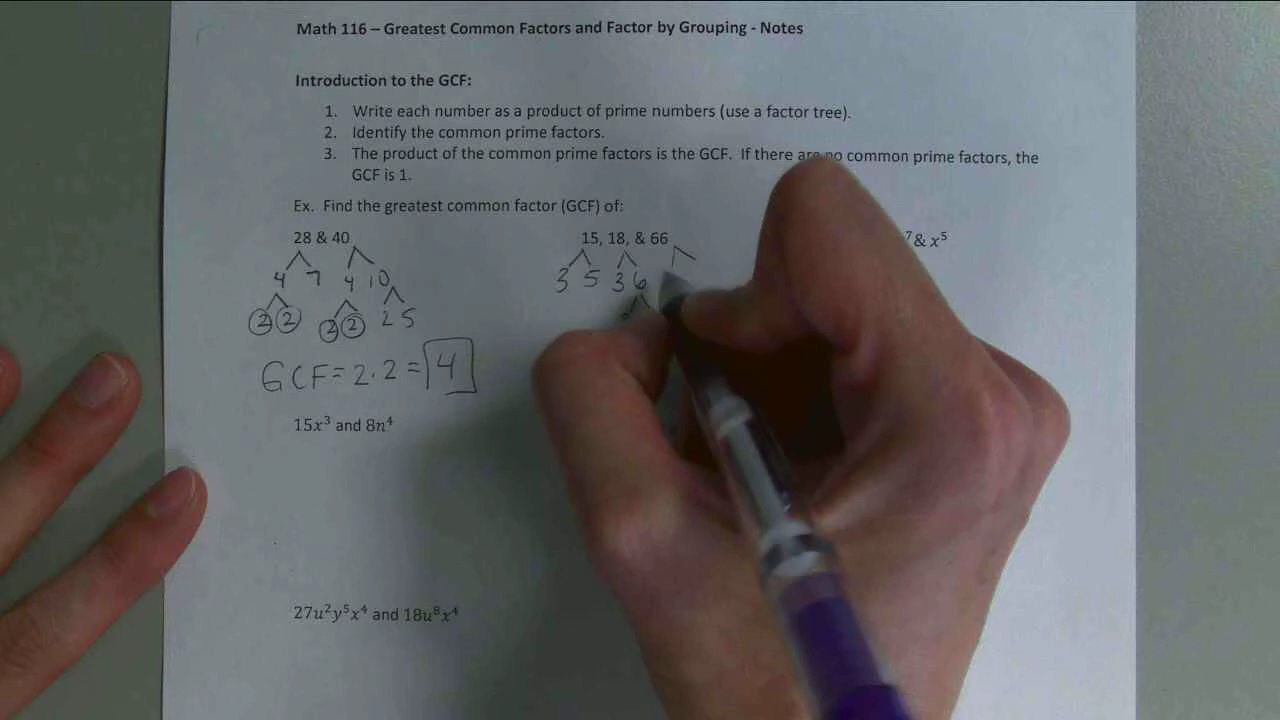 Math 116 – Greatest Common Factors and Factor by Grouping - Notes
Introduction to the GCF:
1. Write each number as a product of prime numbers (use a factor tree).
2. Identify the common prime factors.
3. The product of the common prime factors is the GCF. If there are no common prime factors, the
GCF is 1.
Ex. Find the greatest common factor (GCF) of:
28 & 40 15, 18, & 66 ⁷& x⁵
4 7 4 10 3 5 3 6
2 2 2 2 2 5
GCF = 2 · 2 = 4
15x³ and 8n⁴
27u²y⁵x⁴ and 18u⁸x⁴